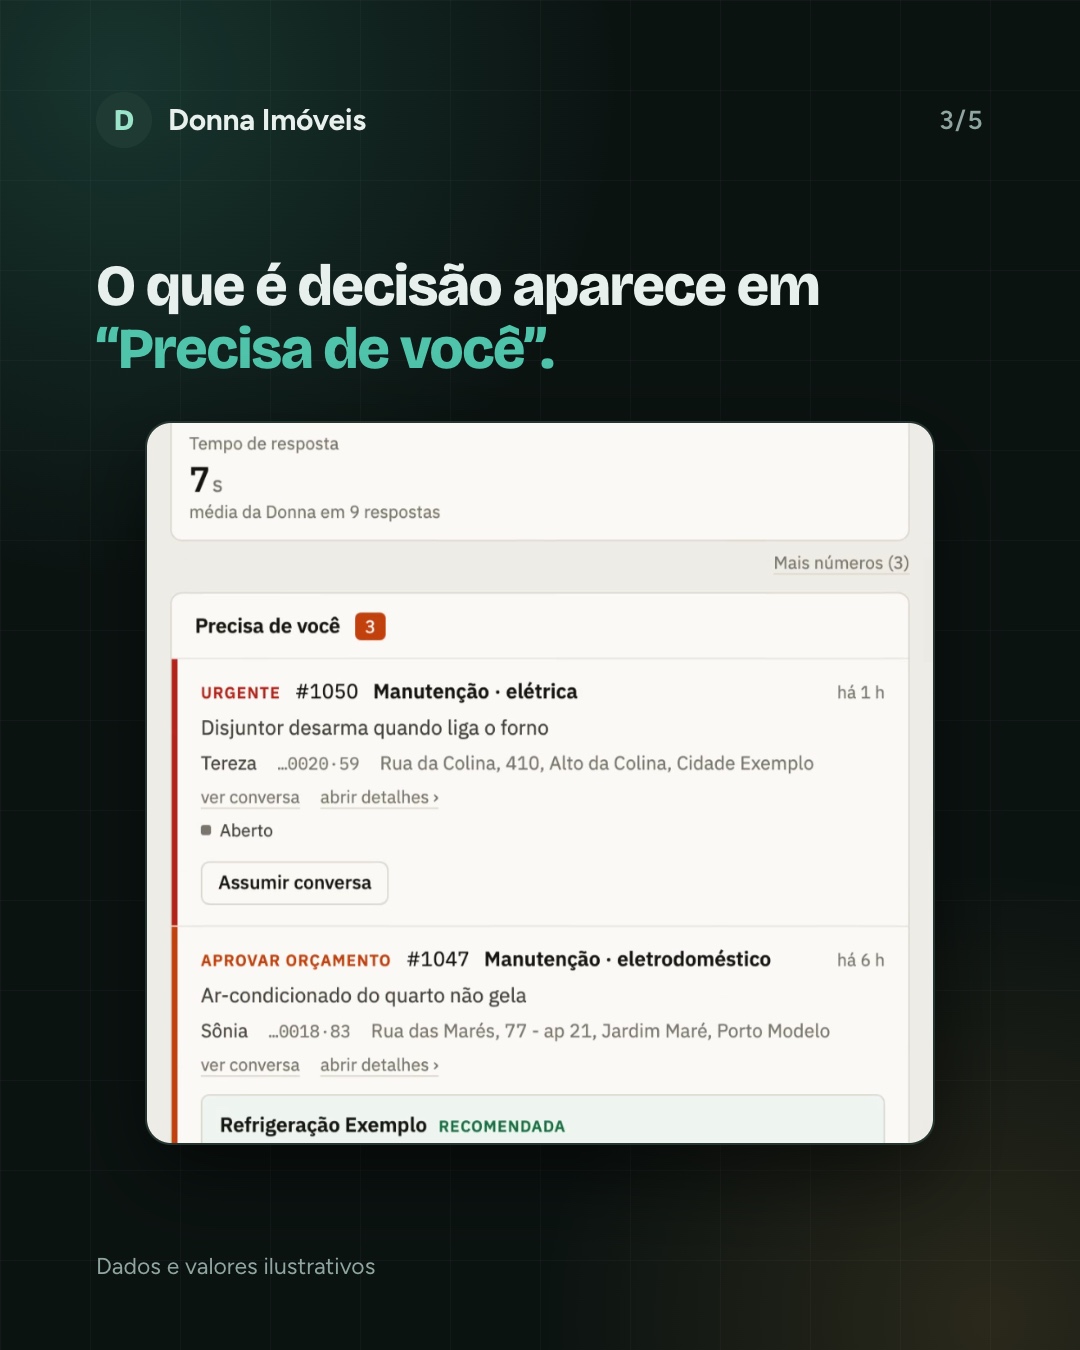 D Donna Imóveis 3/5
O que é decisão aparece em
“Precisa de você”.
Tempo de resposta
7 s
média da Donna em 9 respostas
Mais números (3)
Precisa de você 3
URGENTE #1050 Manutenção · elétrica há 1 h
Disjuntor desarma quando liga o forno
Tereza …0020·59 Rua da Colina, 410, Alto da Colina, Cidade Exemplo
ver conversa abrir detalhes ›
Aberto
Assumir conversa
APROVAR ORÇAMENTO #1047 Manutenção · eletrodoméstico há 6 h
Ar-condicionado do quarto não gela
Sônia …0018·83 Rua das Marés, 77 - ap 21, Jardim Maré, Porto Modelo
ver conversa abrir detalhes ›
Refrigeração Exemplo RECOMENDADA
Dados e valores ilustrativos